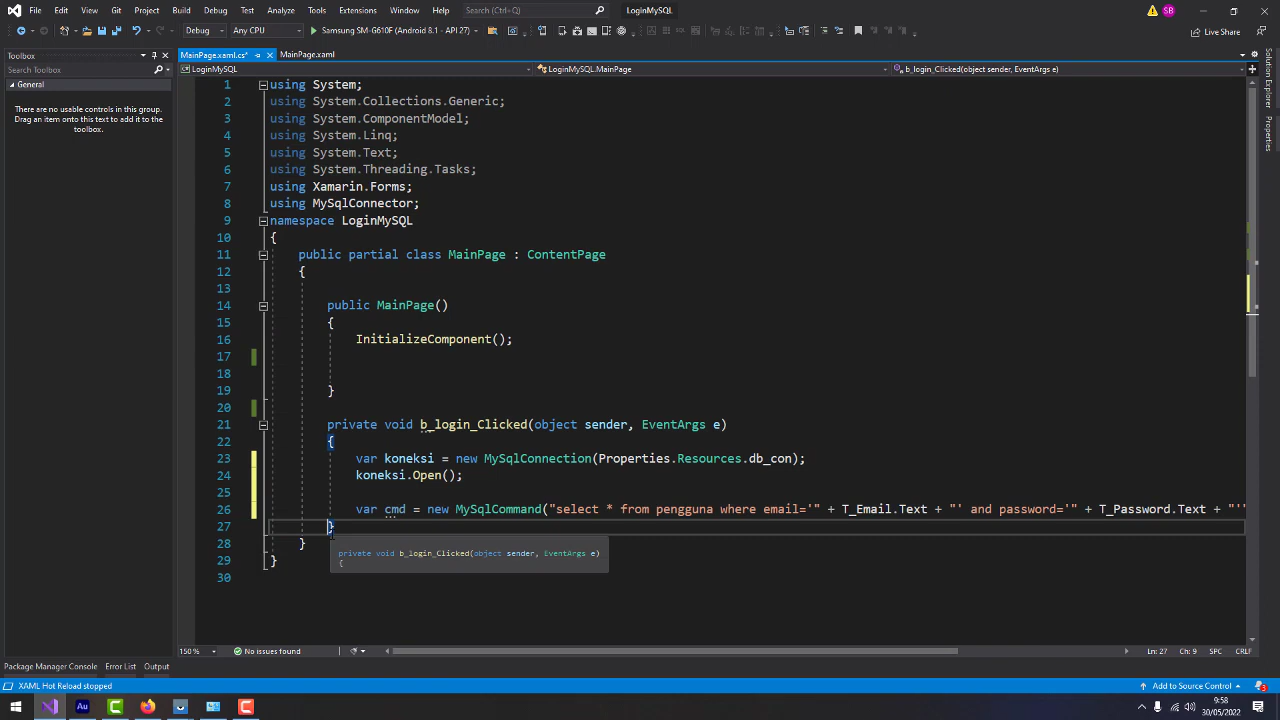 File Edit View Git Project Build Debug Test Analyze Tools Extensions Window Help Search (Ctrl+Q) LoginMySQL SB
Debug Any CPU Samsung SM-G610F (Android 8.1 - API 27) Live Share
Toolbox MainPage.xaml.cs* MainPage.xaml
Search Toolbox LoginMySQL LoginMySQL.MainPage b_login_Clicked(object sender, EventArgs e)
General
There are no usable controls in this group.
Drag an item onto this text to add it to the
toolbox.
1 using System;
2 using System.Collections.Generic;
3 using System.ComponentModel;
4 using System.Linq;
5 using System.Text;
6 using System.Threading.Tasks;
7 using Xamarin.Forms;
8 using MySqlConnector;
9 namespace LoginMySQL
10 {
11 public partial class MainPage : ContentPage
12 {
13
14 public MainPage()
15 {
16 InitializeComponent();
17
18
19 }
20
21 private void b_login_Clicked(object sender, EventArgs e)
22 {
23 var koneksi = new MySqlConnection(Properties.Resources.db_con);
24 koneksi.Open();
25
26 var cmd = new MySqlCommand("select * from pengguna where email='" + T_Email.Text + "' and password='" + T_Password.Text + "'"
27 }
28 }
private void b_login_Clicked(object sender, EventArgs e)
{
29 }
30
Solution Explorer
Properties
150 % No issues found Ln: 27 Ch: 9 SPC CRLF
Package Manager Console Error List Output
XAML Hot Reload stopped Add to Source Control 3
Au 9:58
30/05/2022